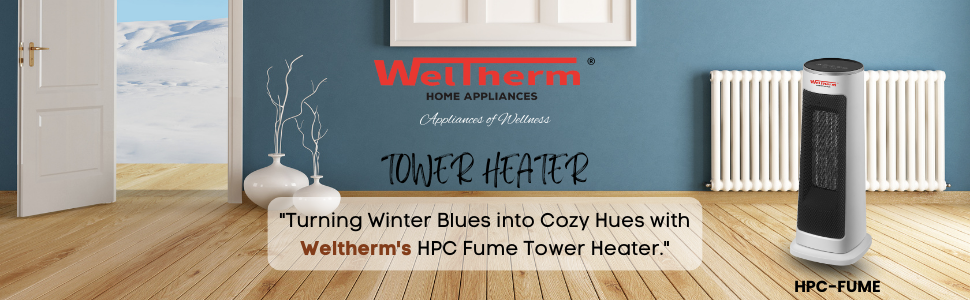 WelTherm®
HOME APPLIANCES
Appliances of Wellness
TOWER HEATER
"Turning Winter Blues into Cozy Hues with
Weltherm's HPC Fume Tower Heater."
WelTherm
HPC-FUME